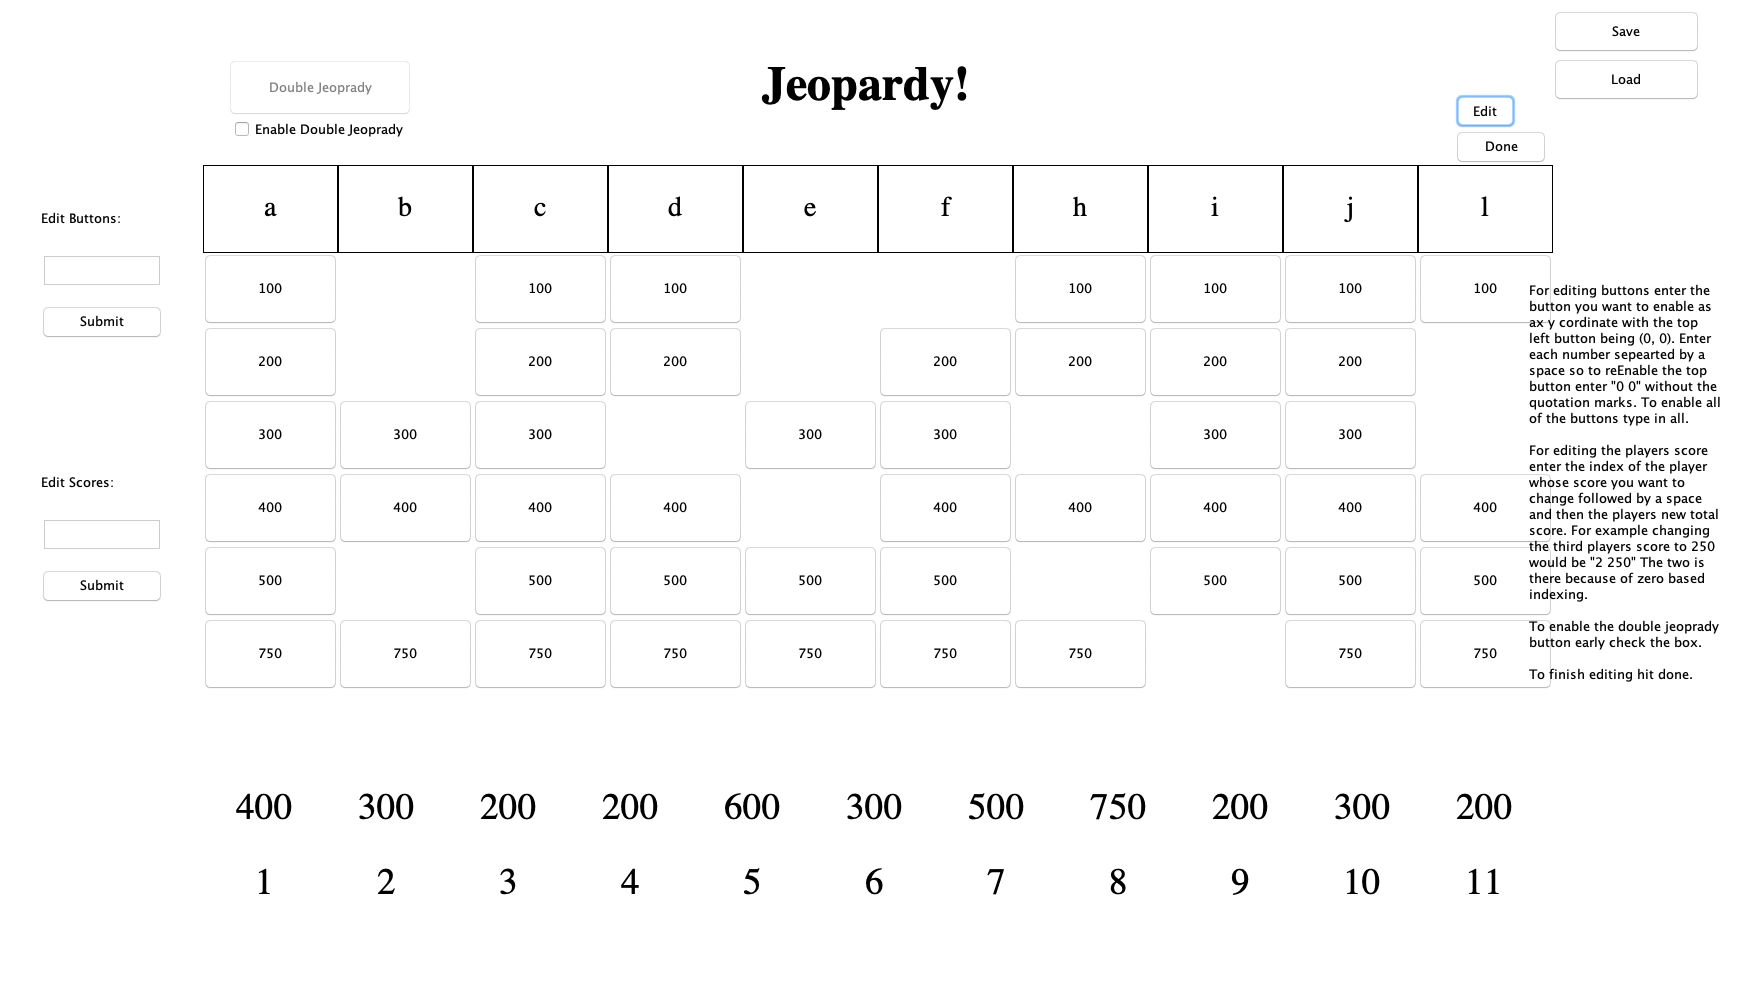 Save
Double Jeoprady
Jeopardy!
Load
Edit
Enable Double Jeoprady
Done
a b c d e f h i j l
Edit Buttons:
100 100 100 100 100 100 100
Submit
200 200 200 200 200 200 200
300 300 300 300 300 300 300
Edit Scores:
400 400 400 400 400 400 400 400 400
500 500 500 500 500 500 500 500
Submit
750 750 750 750 750 750 750 750 750
For editing buttons enter the
button you want to enable as
ax y cordinate with the top
left button being (0, 0). Enter
each number sepearted by a
space so to reEnable the top
button enter "0 0" without the
quotation marks. To enable all
of the buttons type in all.
For editing the players score
enter the index of the player
whose score you want to
change followed by a space
and then the players new total
score. For example changing
the third players score to 250
would be "2 250" The two is
there because of zero based
indexing.
To enable the double jeoprady
button early check the box.
To finish editing hit done.
400 300 200 200 600 300 500 750 200 300 200
1 2 3 4 5 6 7 8 9 10 11